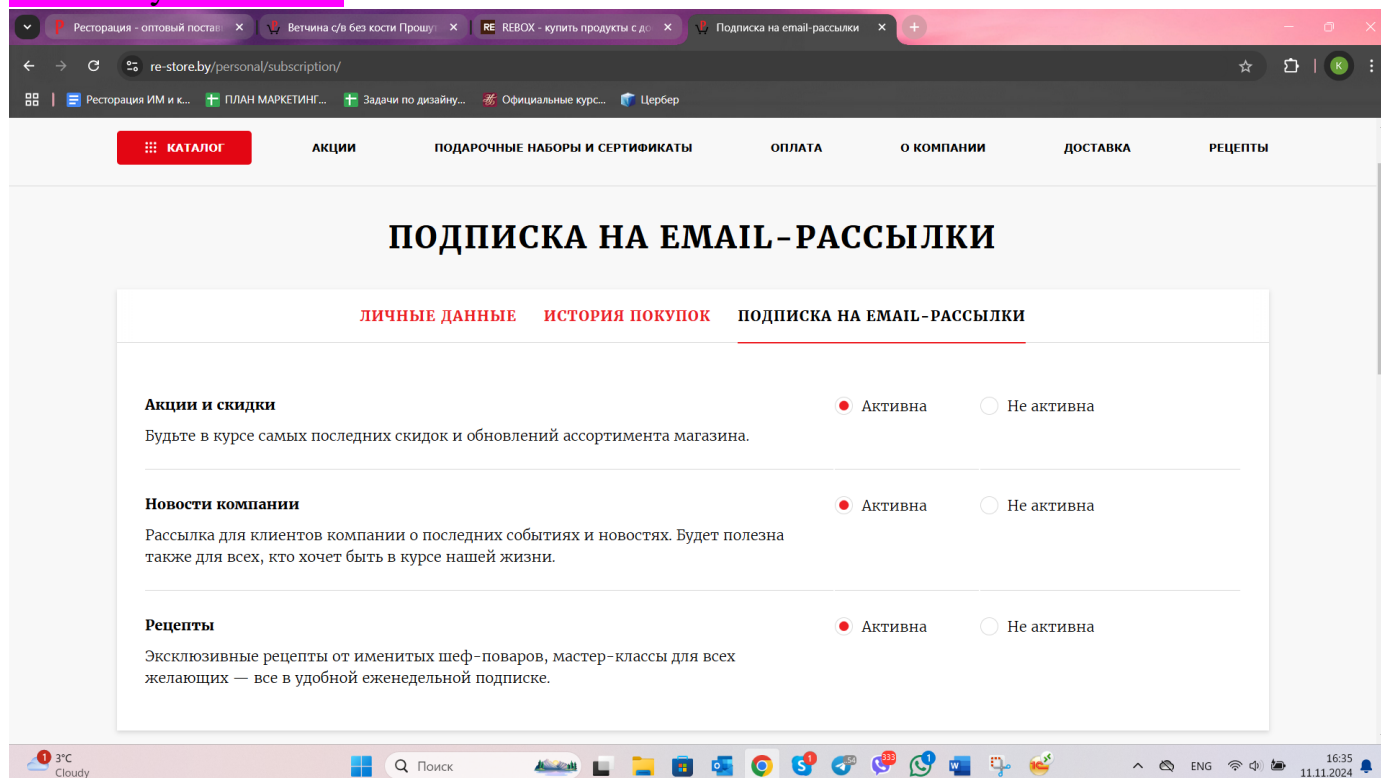 Ресторация - оптовый постав
Ветчина с/в без кости Прошут
RE REBOX - купить продукты с до
Подписка на email-рассылки
re-store.by/personal/subscription/
K
Ресторация ИМ и к...
ПЛАН МАРКЕТИНГ...
Задачи по дизайну...
Официальные курс...
Цербер
КАТАЛОГ
АКЦИИ
ПОДАРОЧНЫЕ НАБОРЫ И СЕРТИФИКАТЫ
ОПЛАТА
О КОМПАНИИ
ДОСТАВКА
РЕЦЕПТЫ
ПОДПИСКА НА EMAIL-РАССЫЛКИ
ЛИЧНЫЕ ДАННЫЕ
ИСТОРИЯ ПОКУПОК
ПОДПИСКА НА EMAIL-РАССЫЛКИ
Акции и скидки
Активна
Не активна
Будьте в курсе самых последних скидок и обновлений ассортимента магазина.
Новости компании
Активна
Не активна
Рассылка для клиентов компании о последних событиях и новостях. Будет полезна
также для всех, кто хочет быть в курсе нашей жизни.
Рецепты
Активна
Не активна
Эксклюзивные рецепты от именитых шеф-поваров, мастер-классы для всех
желающих — все в удобной еженедельной подписке.
1
3°C
Cloudy
Поиск
1
54
333
1
ENG
16:35
11.11.2024